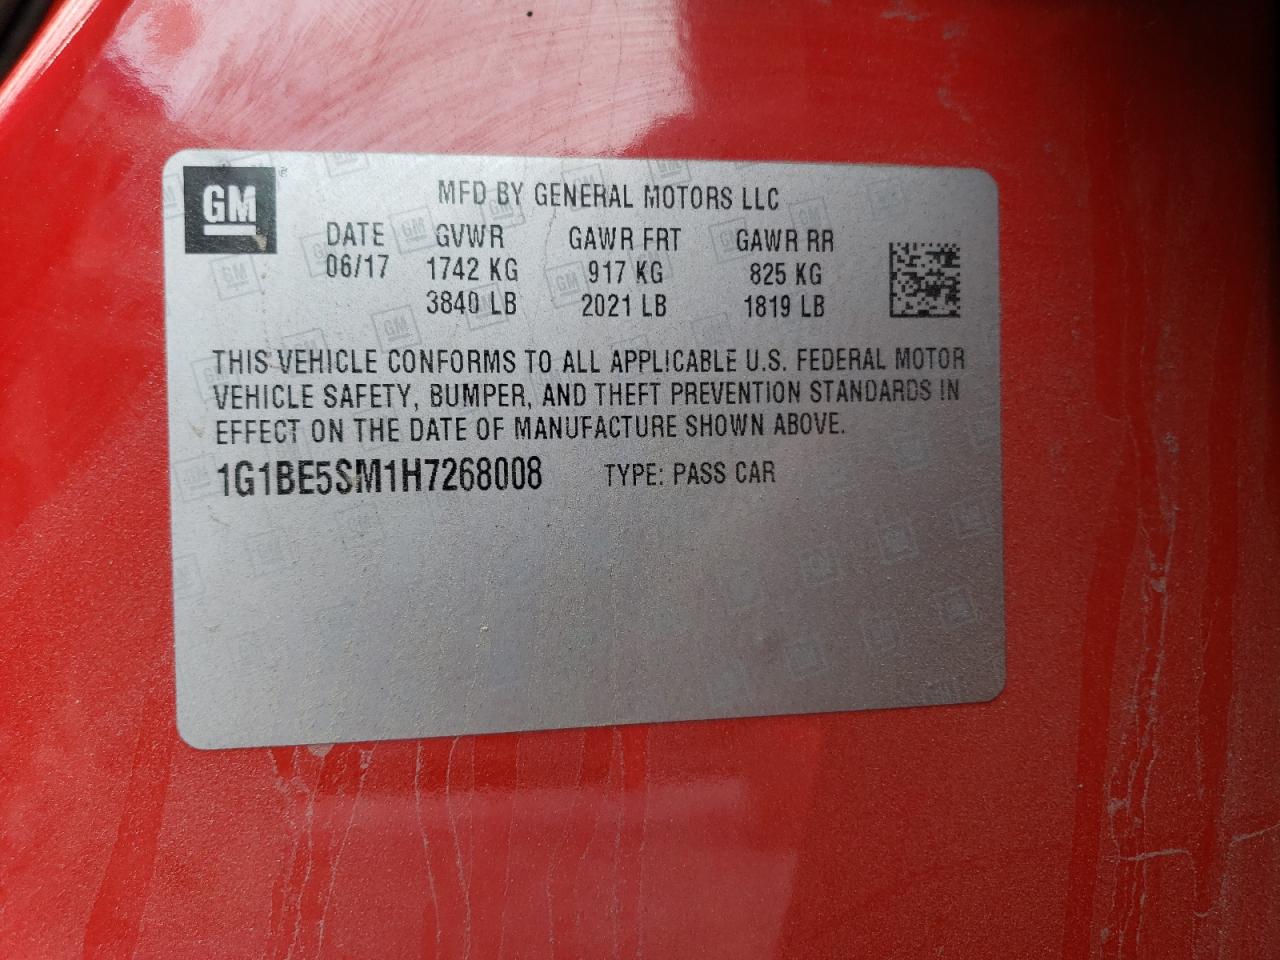 GM
MFD BY GENERAL MOTORS LLC
DATE GVWR GAWR FRT GAWR RR
06/17 1742 KG 917 KG 825 KG
3840 LB 2021 LB 1819 LB
THIS VEHICLE CONFORMS TO ALL APPLICABLE U.S. FEDERAL MOTOR
VEHICLE SAFETY, BUMPER, AND THEFT PREVENTION STANDARDS IN
EFFECT ON THE DATE OF MANUFACTURE SHOWN ABOVE.
1G1BE5SM1H7268008 TYPE: PASS CAR